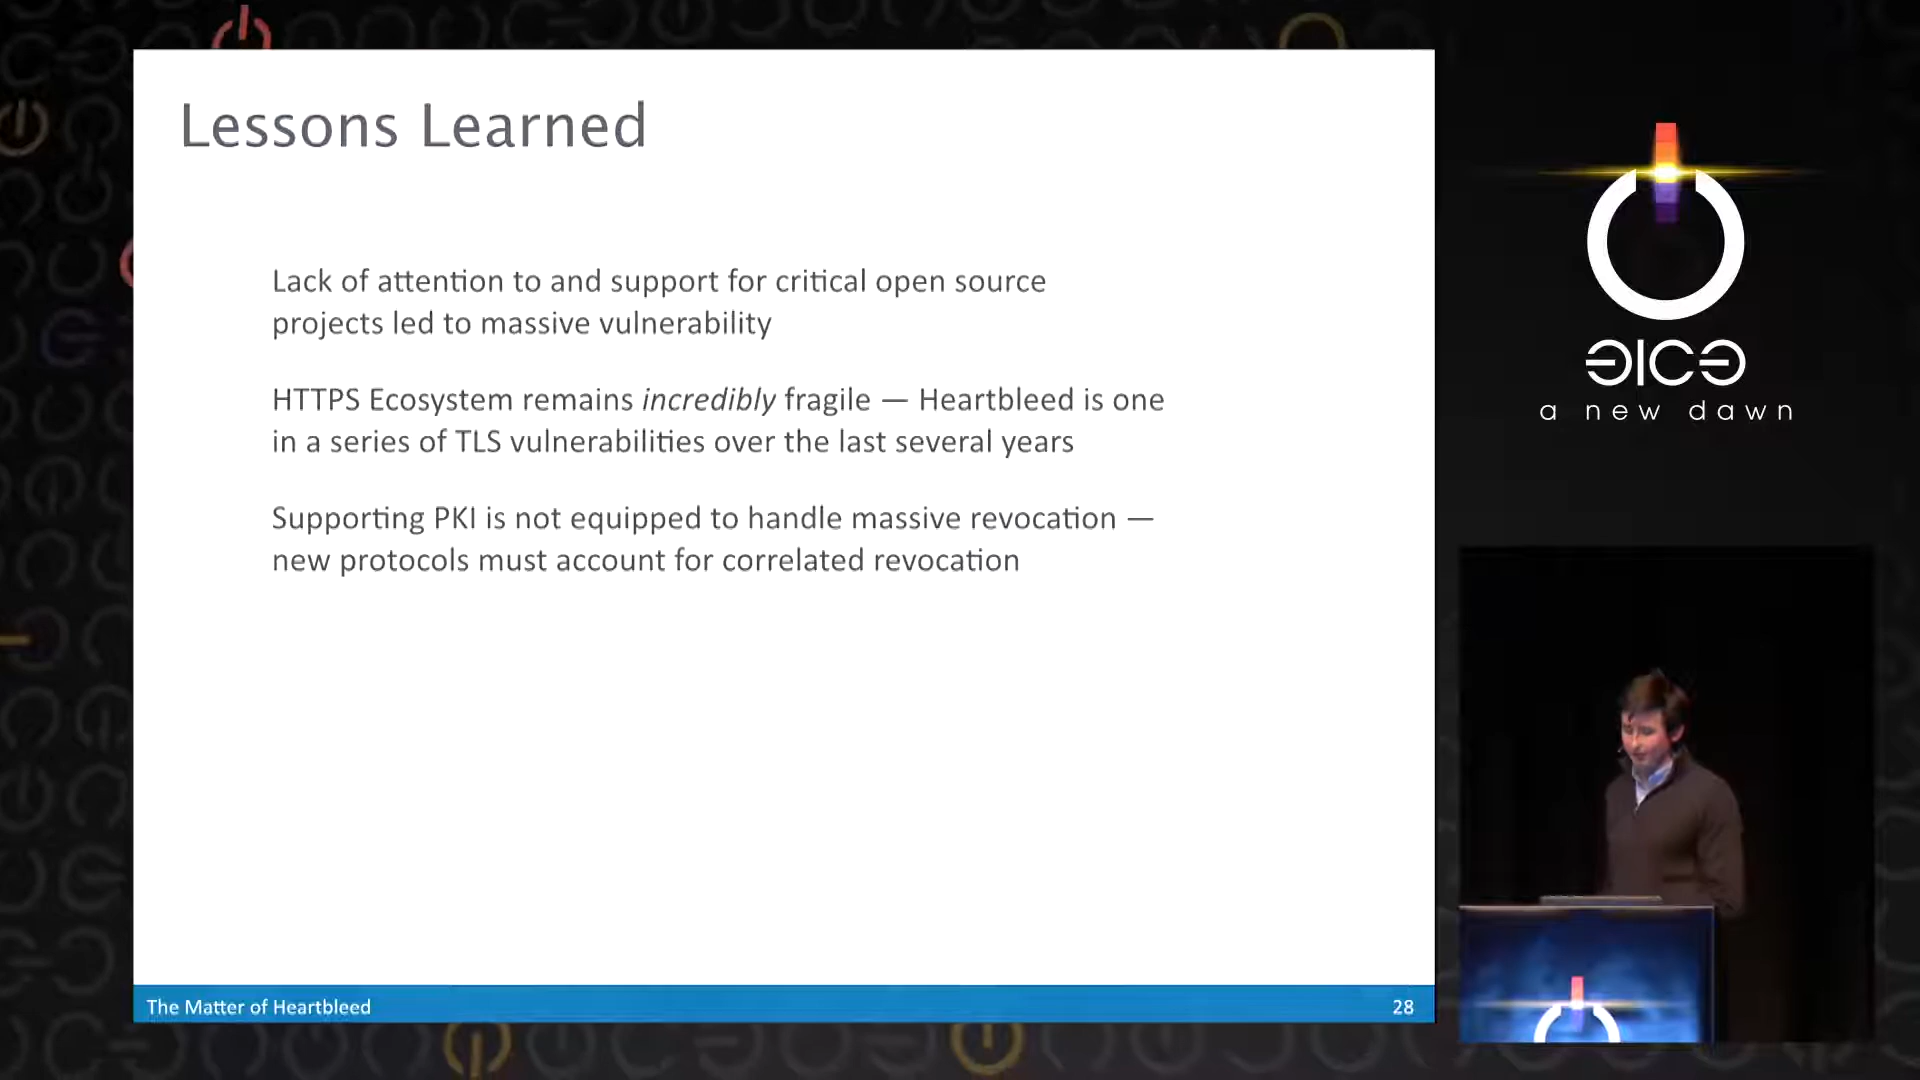 Lessons Learned
Lack of attention to and support for critical open source
projects led to massive vulnerability
HTTPS Ecosystem remains incredibly fragile — Heartbleed is one
in a series of TLS vulnerabilities over the last several years
Supporting PKI is not equipped to handle massive revocation —
new protocols must account for correlated revocation
The Matter of Heartbleed
28
a new dawn